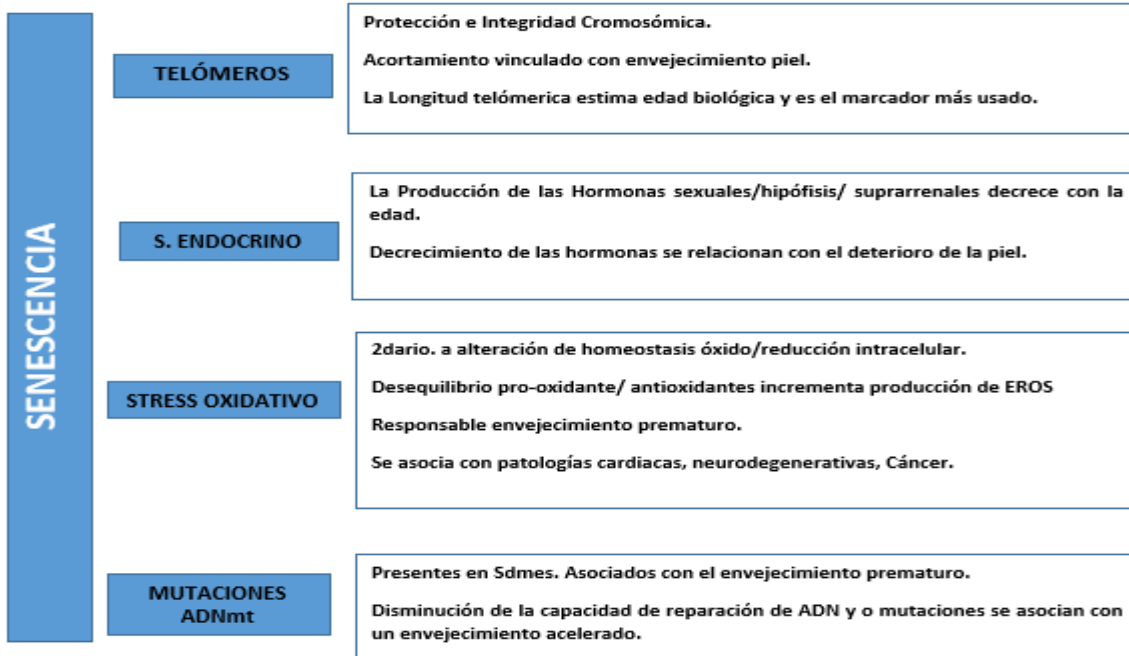 SENESCENCIA
TELÓMEROS
Protección e Integridad Cromosómica.
Acortamiento vinculado con envejecimiento piel.
La Longitud telómerica estima edad biológica y es el marcador más usado.
S. ENDOCRINO
La Producción de las Hormonas sexuales/hipófisis/ suprarrenales decrece con la
edad.
Decrecimiento de las hormonas se relacionan con el deterioro de la piel.
STRESS OXIDATIVO
2dario. a alteración de homeostasis óxido/reducción intracelular.
Desequilibrio pro-oxidante/ antioxidantes incrementa producción de EROS
Responsable envejecimiento prematuro.
Se asocia con patologías cardiacas, neurodegenerativas, Cáncer.
MUTACIONES
ADNmt
Presentes en Sdmes. Asociados con el envejecimiento prematuro.
Disminución de la capacidad de reparación de ADN y o mutaciones se asocian con
un envejecimiento acelerado.